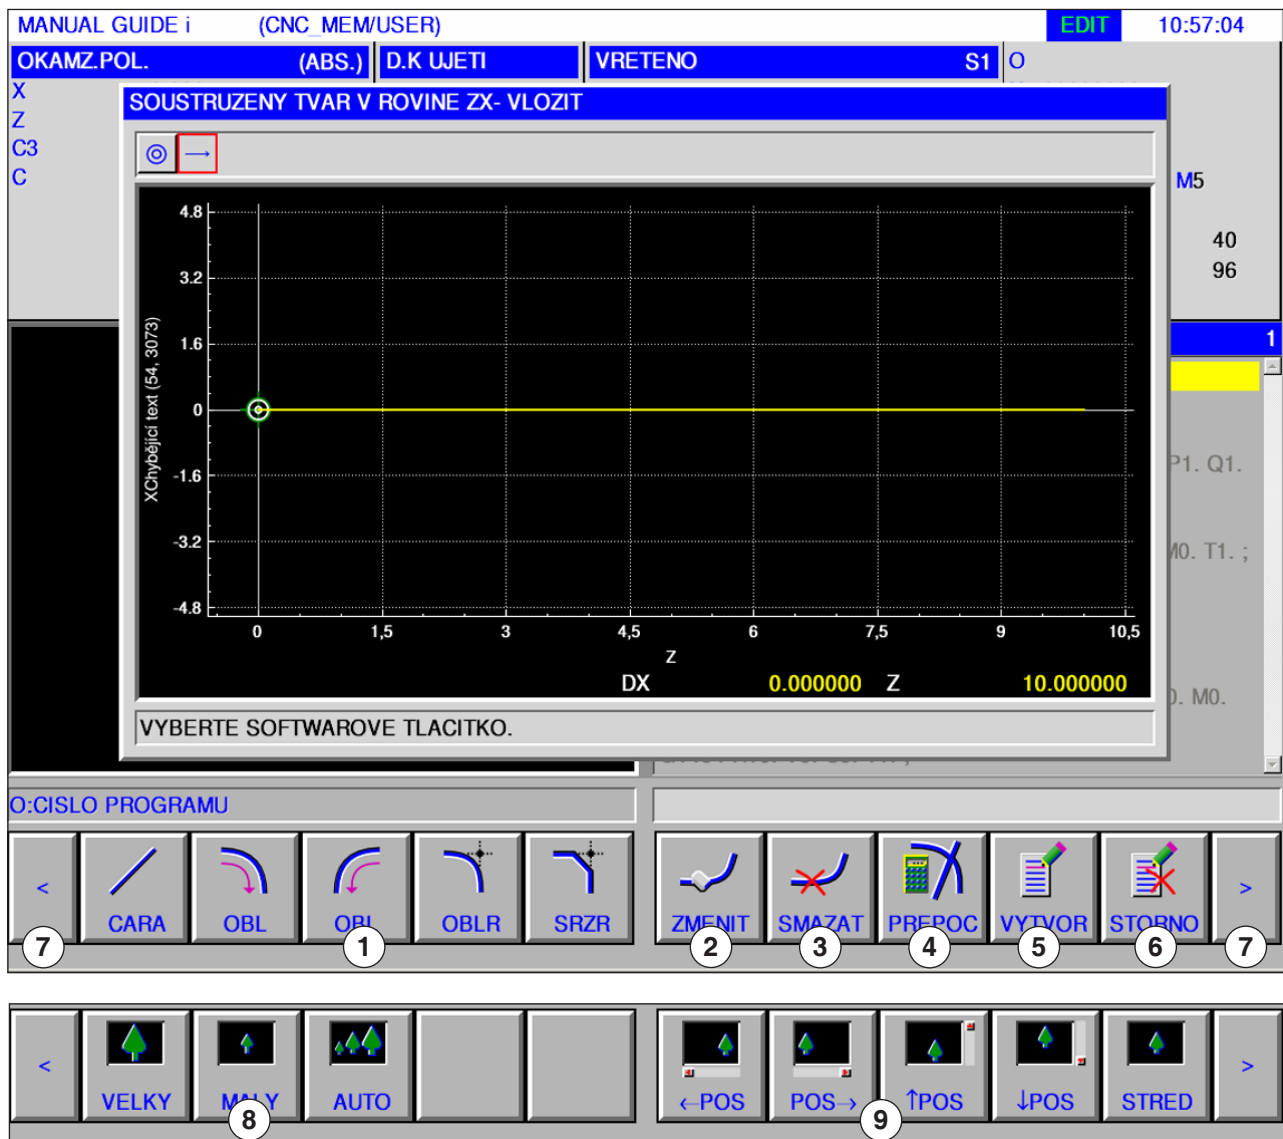 MANUAL GUIDE i (CNC_MEM/USER) EDIT 10:57:04
OKAMZ.POL. (ABS.) D.K UJETI VRETENO S1 O
X
Z
C3
C
SOUSTRUZENY TVAR V ROVINE ZX- VLOZIT
M5
40
96
1
P1. Q1.
M0. T1. ;
0. M0.
4.8
3.2
1.6
0
-1.6
-3.2
-4.8
XChybějící text (54, 3073)
0 1,5 3 4,5 6 7,5 9 10,5
Z
DX 0.000000 Z 10.000000
VYBERTE SOFTWAROVE TLACITKO.
O:CISLO PROGRAMU
< CARA OBL OBL OBLR SRZR ZMENIT SMAZAT PREPOC VYTVOR STORNO >
7 1 2 3 4 5 6 7
< VELKY MALY AUTO ←POS POS→ ↑POS ↓POS STRED >
8 9